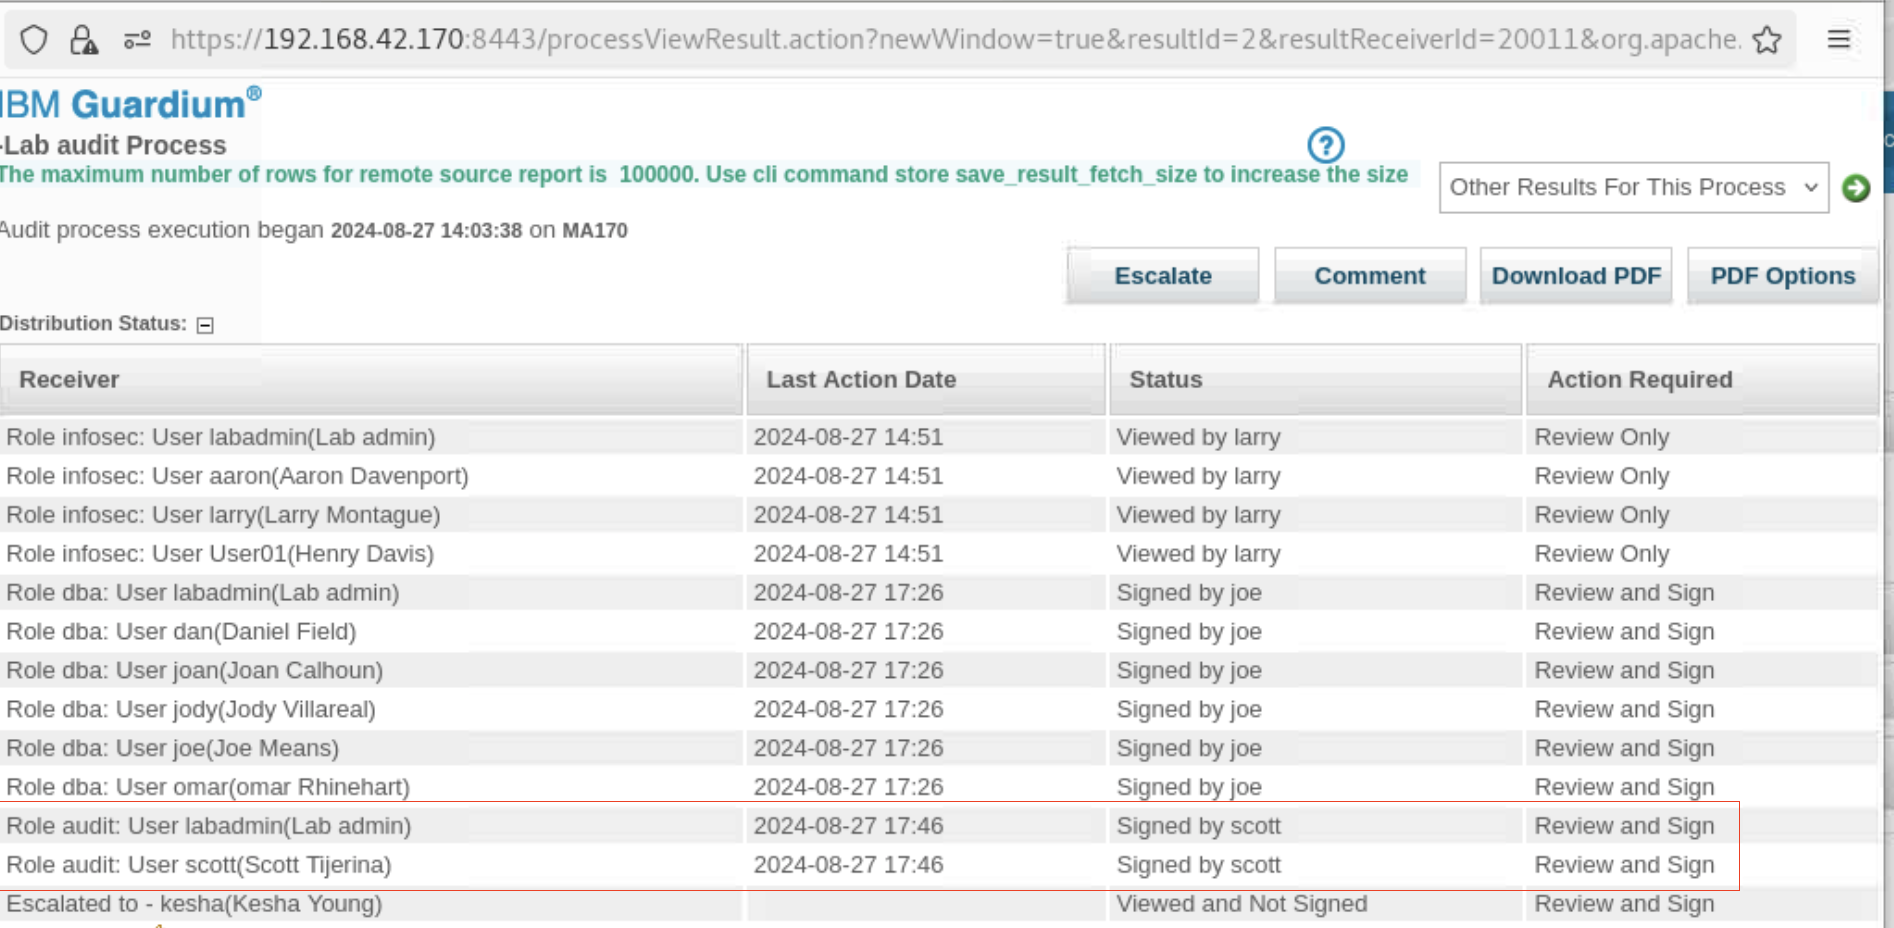 https://192.168.42.170:8443/processViewResult.action?newWindow=true&resultId=2&resultReceiverId=20011&org.apache.
IBM Guardium®
-Lab audit Process
?
The maximum number of rows for remote source report is 100000. Use cli command store save_result_fetch_size to increase the size
Other Results For This Process
Audit process execution began 2024-08-27 14:03:38 on MA170
Escalate Comment Download PDF PDF Options
Distribution Status:
Receiver Last Action Date Status Action Required
Role infosec: User labadmin(Lab admin) 2024-08-27 14:51 Viewed by larry Review Only
Role infosec: User aaron(Aaron Davenport) 2024-08-27 14:51 Viewed by larry Review Only
Role infosec: User larry(Larry Montague) 2024-08-27 14:51 Viewed by larry Review Only
Role infosec: User User01(Henry Davis) 2024-08-27 14:51 Viewed by larry Review Only
Role dba: User labadmin(Lab admin) 2024-08-27 17:26 Signed by joe Review and Sign
Role dba: User dan(Daniel Field) 2024-08-27 17:26 Signed by joe Review and Sign
Role dba: User joan(Joan Calhoun) 2024-08-27 17:26 Signed by joe Review and Sign
Role dba: User jody(Jody Villareal) 2024-08-27 17:26 Signed by joe Review and Sign
Role dba: User joe(Joe Means) 2024-08-27 17:26 Signed by joe Review and Sign
Role dba: User omar(omar Rhinehart) 2024-08-27 17:26 Signed by joe Review and Sign
Role audit: User labadmin(Lab admin) 2024-08-27 17:46 Signed by scott Review and Sign
Role audit: User scott(Scott Tijerina) 2024-08-27 17:46 Signed by scott Review and Sign
Escalated to - kesha(Kesha Young) Viewed and Not Signed Review and Sign